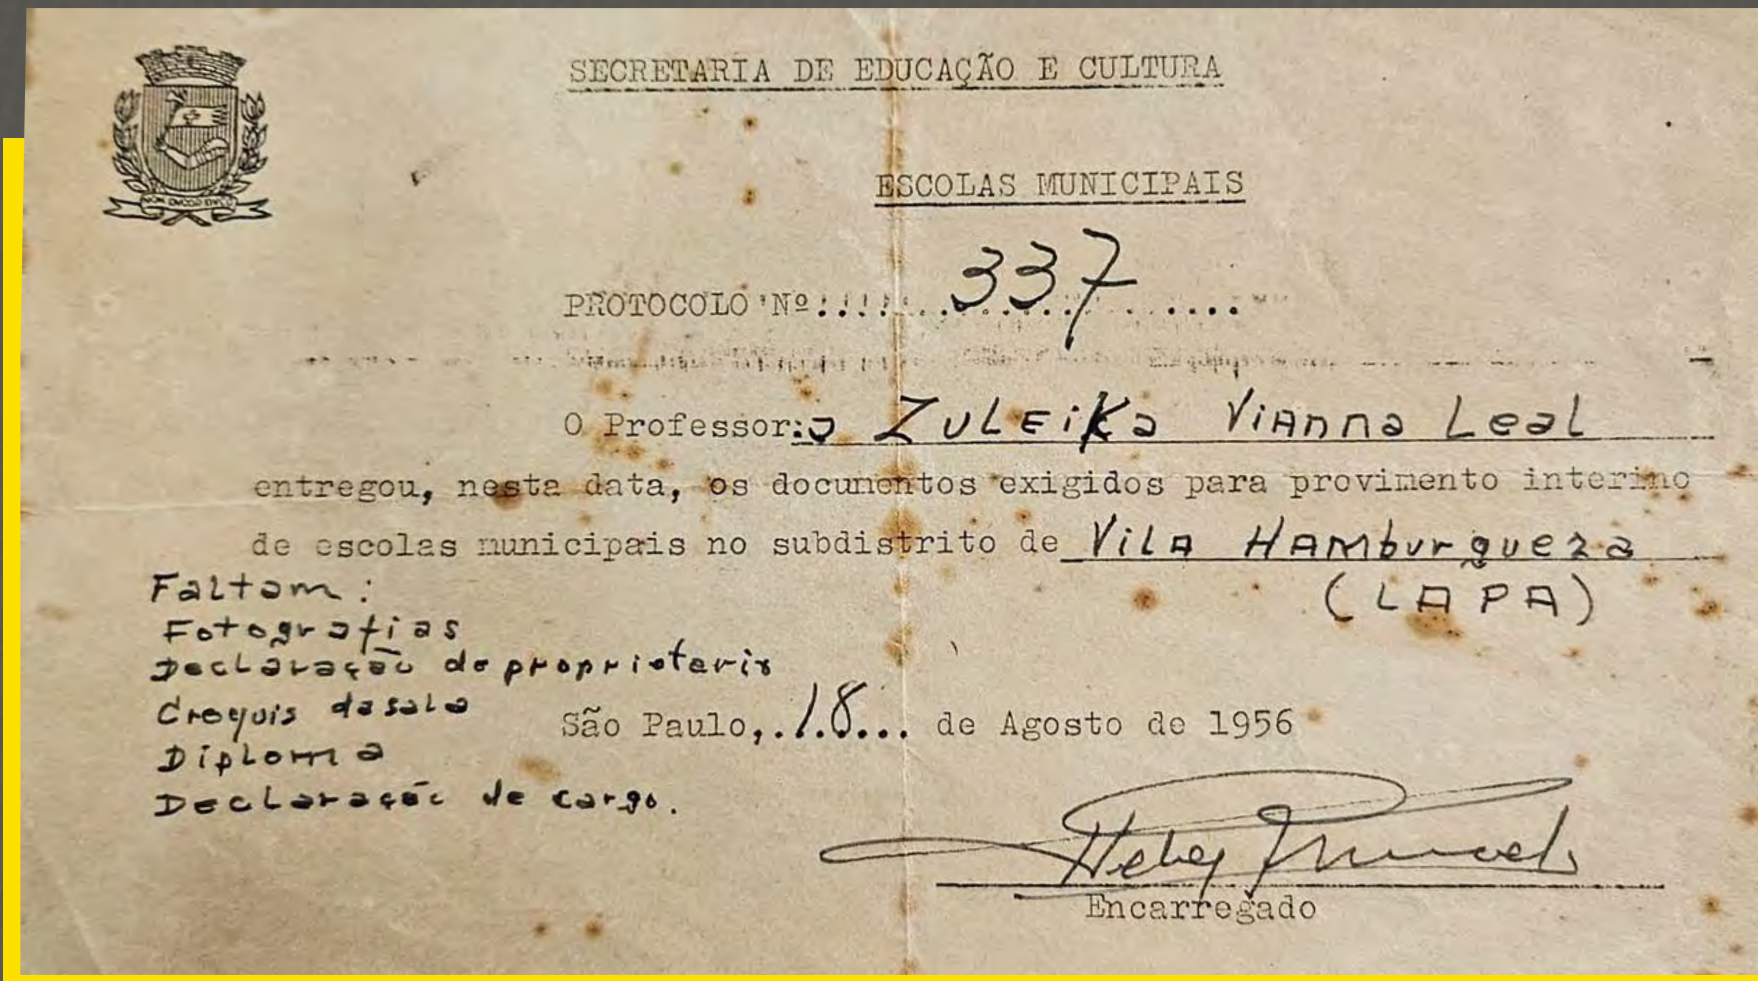 SECRETARIA DE EDUCAÇÃO E CULTURA
ESCOLAS MUNICIPAIS
PROTOCOLO Nº 337
O Professor:a Zuleika Vianna Leal
entregou, nesta data, os documentos exigidos para provimento interino
de escolas municipais no subdistrito de Vila Hamburgueza
(LAPA)
Faltam:
Fotografias
Declaração do proprietario
Croquis da sala
Diploma
Declaração de cargo.
São Paulo, 18 de Agosto de 1956
Encarregado